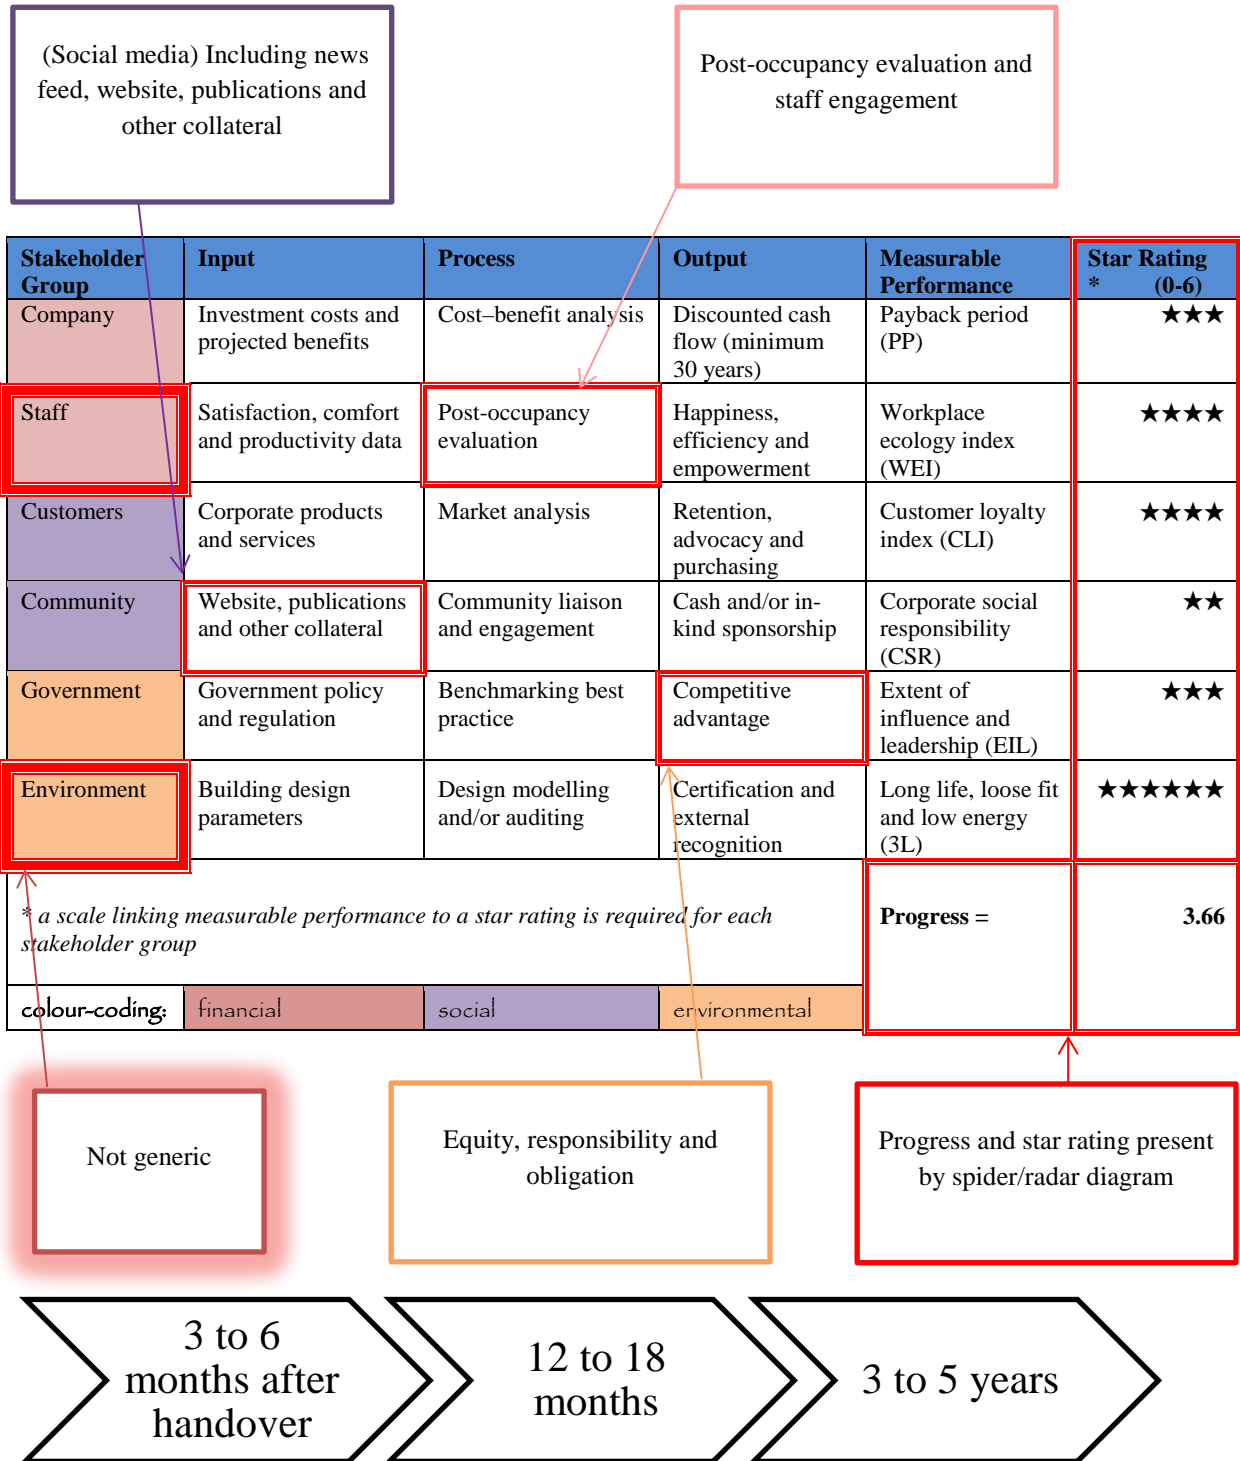 (Social media) Including news
feed, website, publications and
other collateral
Post-occupancy evaluation and
staff engagement
Stakeholder
Group
Input
Process
Output
Measurable
Performance
Star Rating
* (0-6)
Company
Investment costs and
projected benefits
Cost–benefit analysis
Discounted cash
flow (minimum
30 years)
Payback period
(PP)
★★★
Staff
Satisfaction, comfort
and productivity data
Post-occupancy
evaluation
Happiness,
efficiency and
empowerment
Workplace
ecology index
(WEI)
★★★★
Customers
Corporate products
and services
Market analysis
Retention,
advocacy and
purchasing
Customer loyalty
index (CLI)
★★★★
Community
Website, publications
and other collateral
Community liaison
and engagement
Cash and/or in-
kind sponsorship
Corporate social
responsibility
(CSR)
★★
Government
Government policy
and regulation
Benchmarking best
practice
Competitive
advantage
Extent of
influence and
leadership (EIL)
★★★
Environment
Building design
parameters
Design modelling
and/or auditing
Certification and
external
recognition
Long life, loose fit
and low energy
(3L)
★★★★★★
* a scale linking measurable performance to a star rating is required for each
stakeholder group
Progress =
3.66
colour-coding:
financial
social
environmental
Not generic
Equity, responsibility and
obligation
Progress and star rating present
by spider/radar diagram
3 to 6
months after
handover
12 to 18
months
3 to 5 years